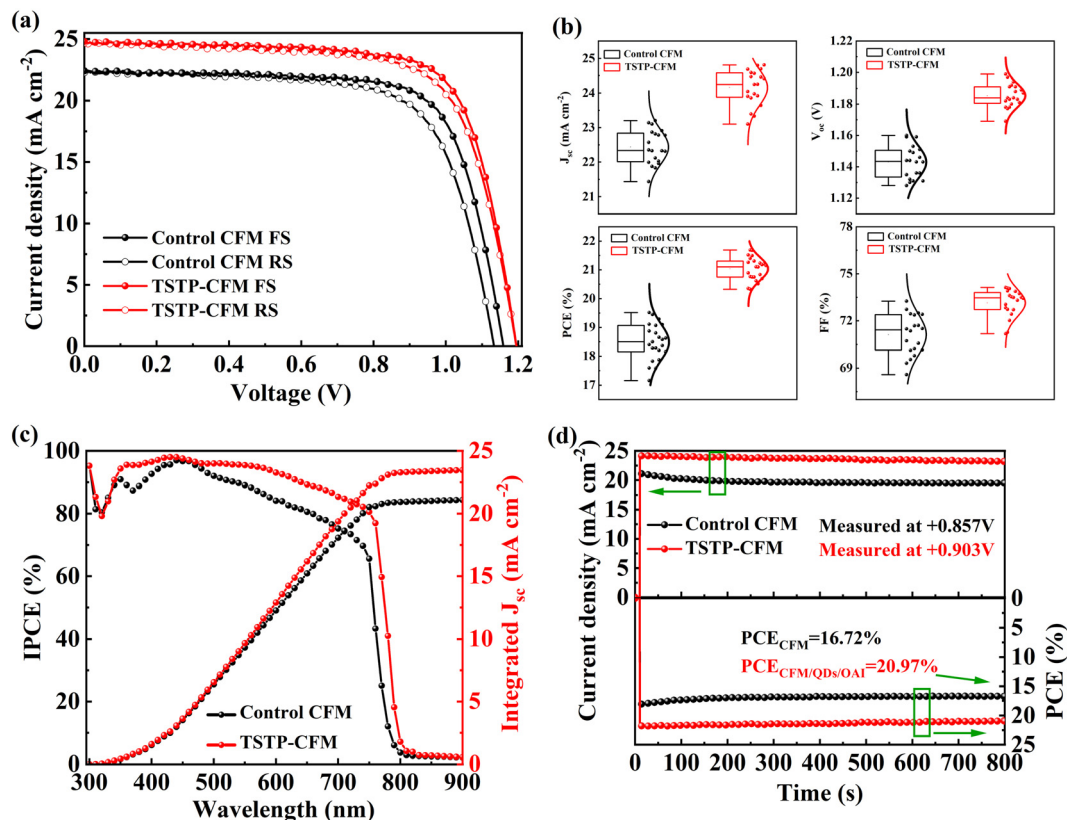 (a)
25
20
15
10
5
0
Current density (mA cm-2)
Control CFM FS
Control CFM RS
TSTP-CFM FS
TSTP-CFM RS
0.0 0.2 0.4 0.6 0.8 1.0 1.2
Voltage (V)
(b)
25
24
23
22
21
Jsc (mA cm-2)
Control CFM
TSTP-CFM
1.22
1.20
1.18
1.16
1.14
1.12
Voc (V)
Control CFM
TSTP-CFM
22
21
20
19
18
17
PCE (%)
Control CFM
TSTP-CFM
75
72
69
FF (%)
Control CFM
TSTP-CFM
(c)
100
80
60
40
20
0
IPCE (%)
Control CFM
TSTP-CFM
25
20
15
10
5
0
Integrated Jsc (mA cm-2)
300 400 500 600 700 800 900
Wavelength (nm)
(d)
25
20
15
10
5
0
Current density (mA cm-2)
Control CFM Measured at +0.857V
TSTP-CFM Measured at +0.903V
PCECFM=16.72%
PCECFM/QDs/OAI=20.97%
0
5
10
15
20
25
PCE (%)
0 100 200 300 400 500 600 700 800
Time (s)